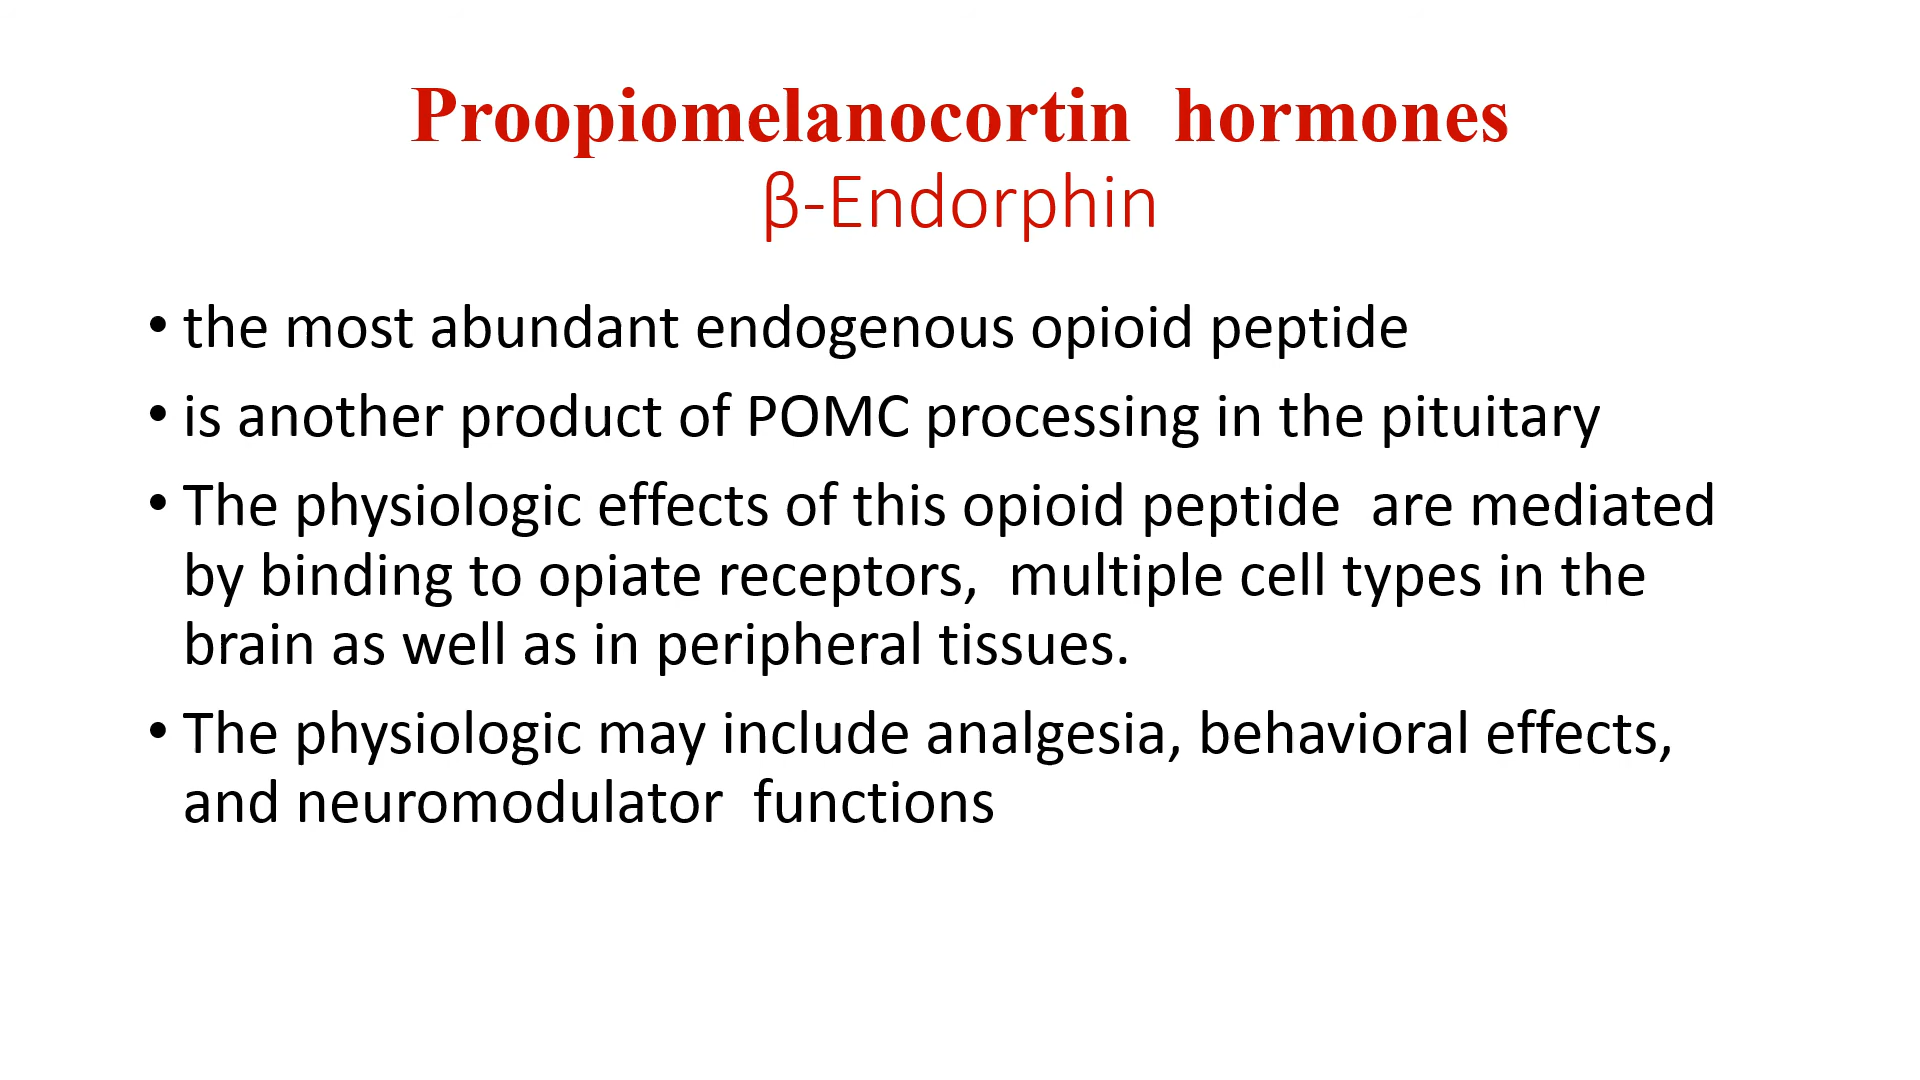 Proopiomelanocortin  hormones
β-Endorphin
• the most abundant endogenous opioid peptide
• is another product of POMC processing in the pituitary
• The physiologic effects of this opioid peptide  are mediated
by binding to opiate receptors,  multiple cell types in the
brain as well as in peripheral tissues.
• The physiologic may include analgesia, behavioral effects,
and neuromodulator  functions